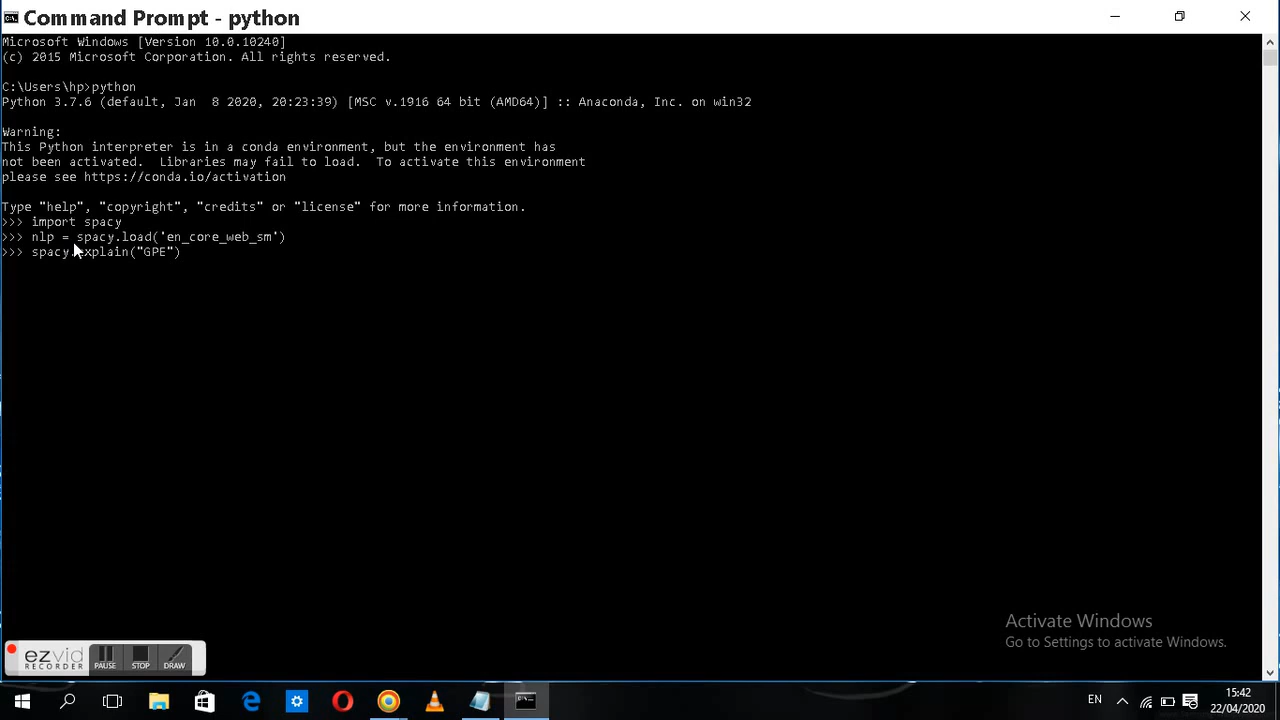 Command Prompt - python
Microsoft Windows [Version 10.0.10240]
(c) 2015 Microsoft Corporation. All rights reserved.
C:\Users\hp>python
Python 3.7.6 (default, Jan  8 2020, 20:23:39) [MSC v.1916 64 bit (AMD64)] :: Anaconda, Inc. on win32
Warning:
This Python interpreter is in a conda environment, but the environment has
not been activated.  Libraries may fail to load.  To activate this environment
please see https://conda.io/activation
Type "help", "copyright", "credits" or "license" for more information.
>>> import spacy
>>> nlp = spacy.load('en_core_web_sm')
>>> spacy.explain("GPE")
Activate Windows
Go to Settings to activate Windows.
ezvid
RECORDER
PAUSE
STOP
DRAW
EN
5:42
22/04/2020